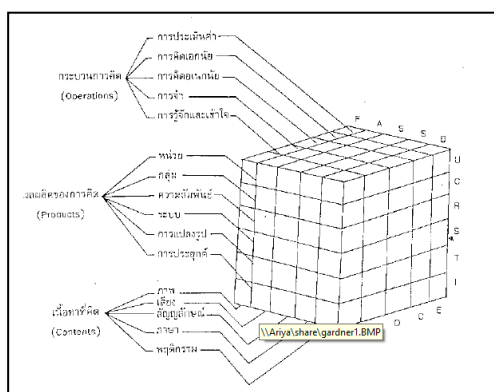 การประเมินค่า
การคิดเอกนัย
กระบวนการคิด
การคิดอเนกนัย
(Operations)
การจำ
การรู้จักและเข้าใจ
E A S S B
หน่วย
กลุ่ม
ผลผลิตของการคิด
ความสัมพันธ์
(Products)
ระบบ
การแปลงรูป
การประยุกต์
U
C
R
S
T
I
ภาพ
เสียง
เนื้อหาที่คิด
สัญญลักษณ์
(Contents)
ภาษา
พฤติกรรม
\\Ariya\share\gardner1.BMP
D C E